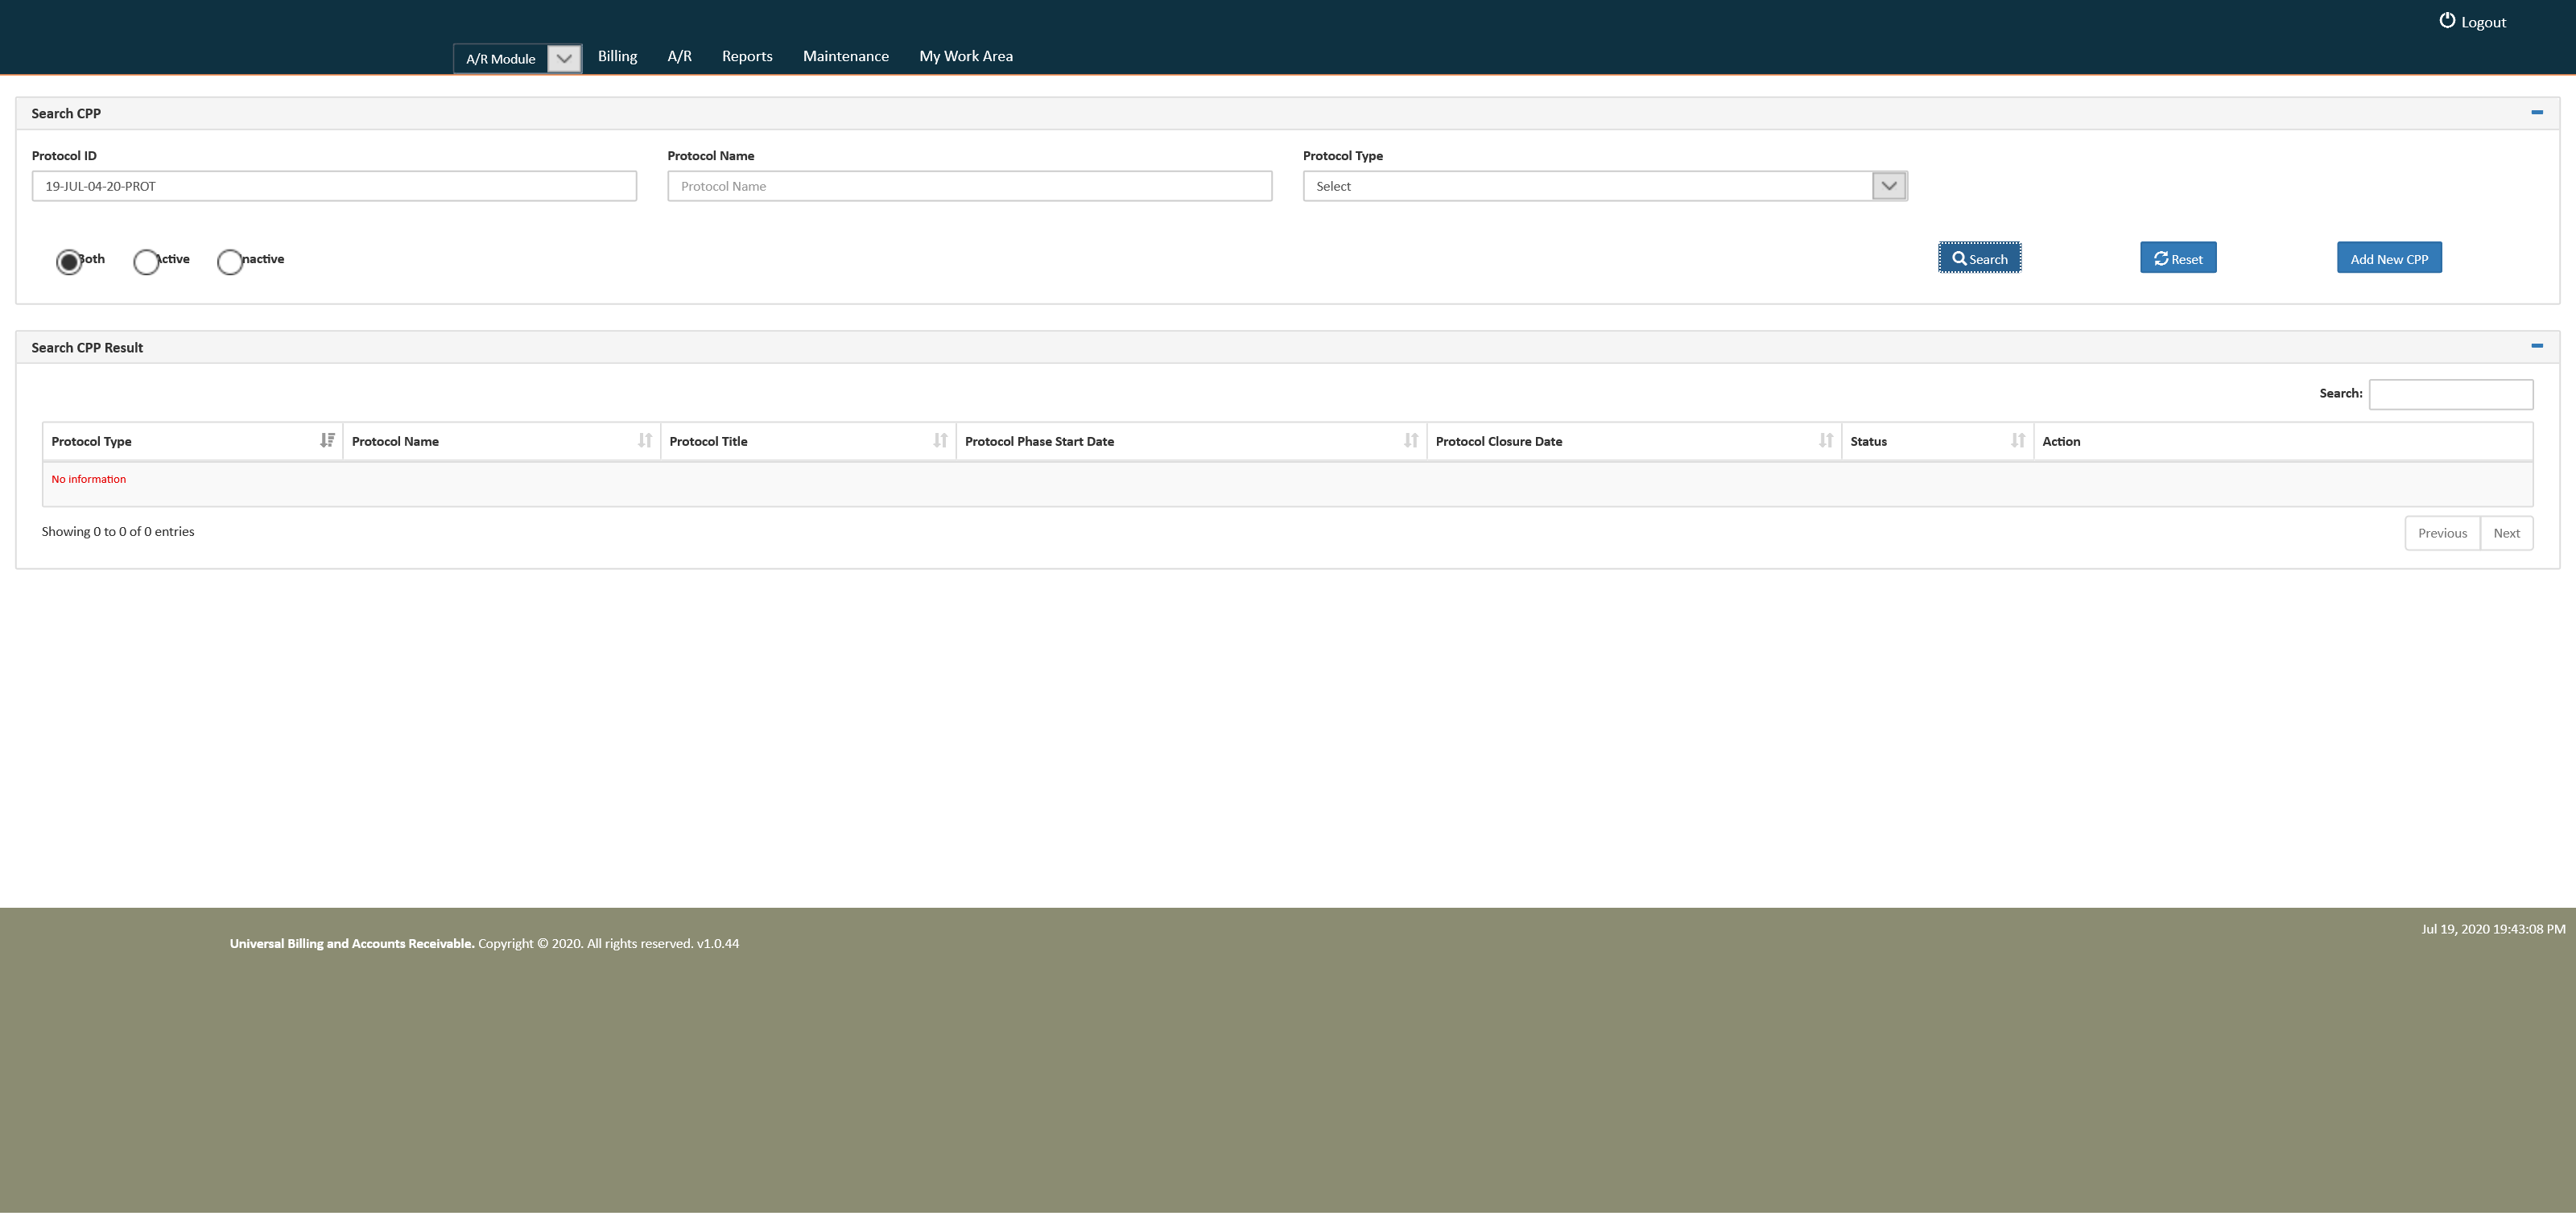 Logout
A/R Module Billing A/R Reports Maintenance My Work Area
Search CPP
Protocol ID Protocol Name Protocol Type
19-JUL-04-20-PROT Protocol Name Select
Both Active Inactive Search Reset Add New CPP
Search CPP Result
Search:
Protocol Type Protocol Name Protocol Title Protocol Phase Start Date Protocol Closure Date Status Action
No information
Showing 0 to 0 of 0 entries Previous Next
Jul 19, 2020 19:43:08 PM
Universal Billing and Accounts Receivable. Copyright © 2020. All rights reserved. v1.0.44